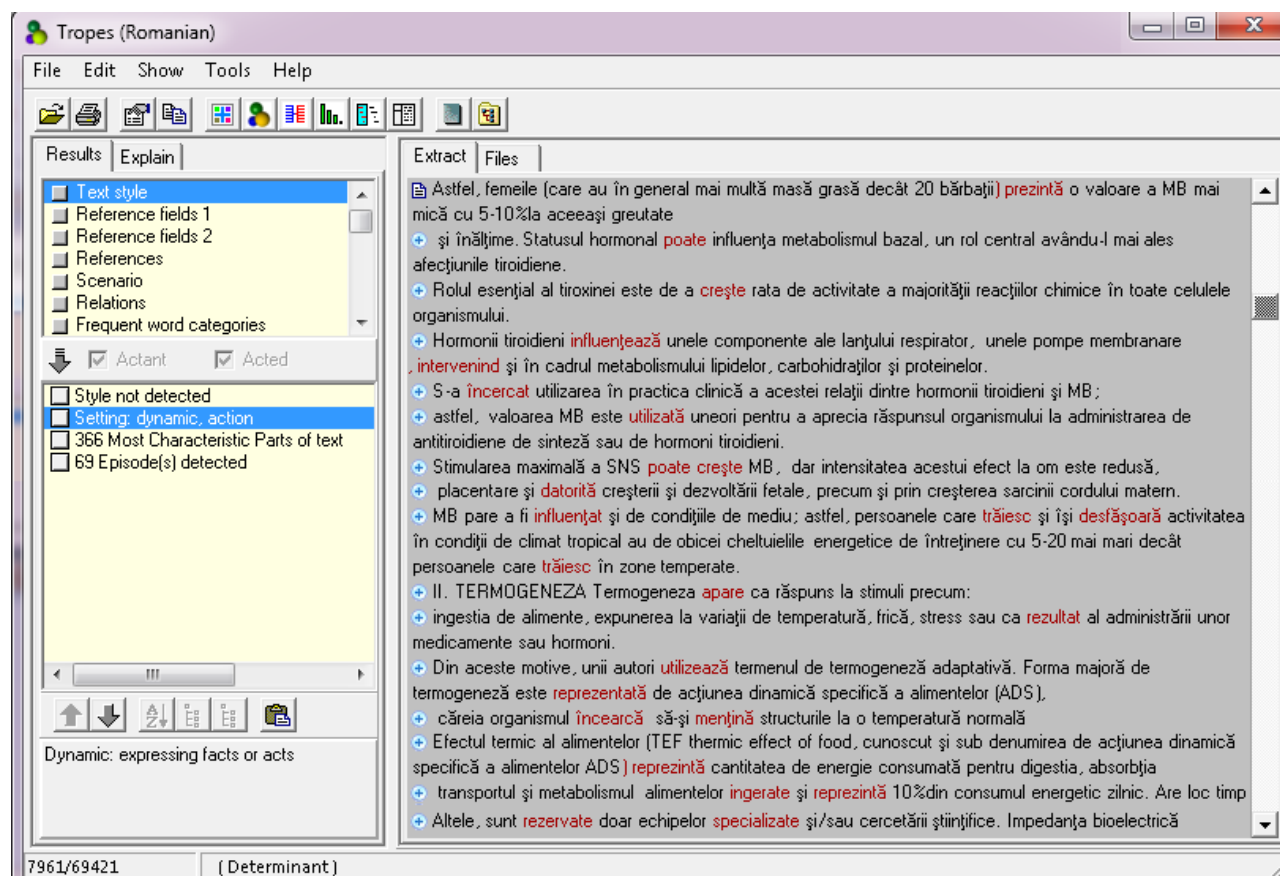 Tropes (Romanian)
File Edit Show Tools Help
Results Explain
Text style
Reference fields 1
Reference fields 2
References
Scenario
Relations
Frequent word categories
Actant Acted
Style not detected
Setting: dynamic, action
366 Most Characteristic Parts of text
69 Episode(s) detected
Dynamic: expressing facts or acts
Extract Files
Astfel, femeile (care au în general mai multă masă grasă decât 20 bărbaţii) prezintă o valoare a MB mai
mică cu 5-10%la aceeaşi greutate
şi înălţime. Statusul hormonal poate influenţa metabolismul bazal, un rol central avându-l mai ales
afecţiunile tiroidiene.
Rolul esenţial al tiroxinei este de a creşte rata de activitate a majorităţii reacţiilor chimice în toate celulele
organismului.
Hormonii tiroidieni influenţează unele componente ale lanţului respirator, unele pompe membranare
, intervenind şi în cadrul metabolismului lipidelor, carbohidraţilor şi proteinelor.
S-a încercat utilizarea în practica clinică a acestei relaţii dintre hormonii tiroidieni şi MB;
astfel, valoarea MB este utilizată uneori pentru a aprecia răspunsul organismului la administrarea de
antitiroidiene de sinteză sau de hormoni tiroidieni.
Stimularea maximală a SNS poate creşte MB, dar intensitatea acestui efect la om este redusă,
placentare şi datorită creşterii şi dezvoltării fetale, precum şi prin creşterea sarcinii cordului matern.
MB pare a fi influenţat şi de condiţiile de mediu; astfel, persoanele care trăiesc şi îşi desfăşoară activitatea
în condiţii de climat tropical au de obicei cheltuielile energetice de întreţinere cu 5-20 mai mari decât
persoanele care trăiesc în zone temperate.
II. TERMOGENEZA Termogeneza apare ca răspuns la stimuli precum:
ingestia de alimente, expunerea la variaţii de temperatură, frică, stress sau ca rezultat al administrării unor
medicamente sau hormoni.
Din aceste motive, unii autori utilizează termenul de termogeneză adaptativă. Forma majoră de
termogeneză este reprezentată de acţiunea dinamică specifică a alimentelor (ADS),
căreia organismul încearcă să-şi menţină structurile la o temperatură normală
Efectul termic al alimentelor (TEF thermic effect of food, cunoscut şi sub denumirea de acţiunea dinamică
specifică a alimentelor ADS) reprezintă cantitatea de energie consumată pentru digestia, absorbţia
transportul şi metabolismul alimentelor ingerate şi reprezintă 10%din consumul energetic zilnic. Are loc timp
Altele, sunt rezervate doar echipelor specializate şi/sau cercetării ştiinţifice. Impedanţa bioelectrică
7961/69421 (Determinant)